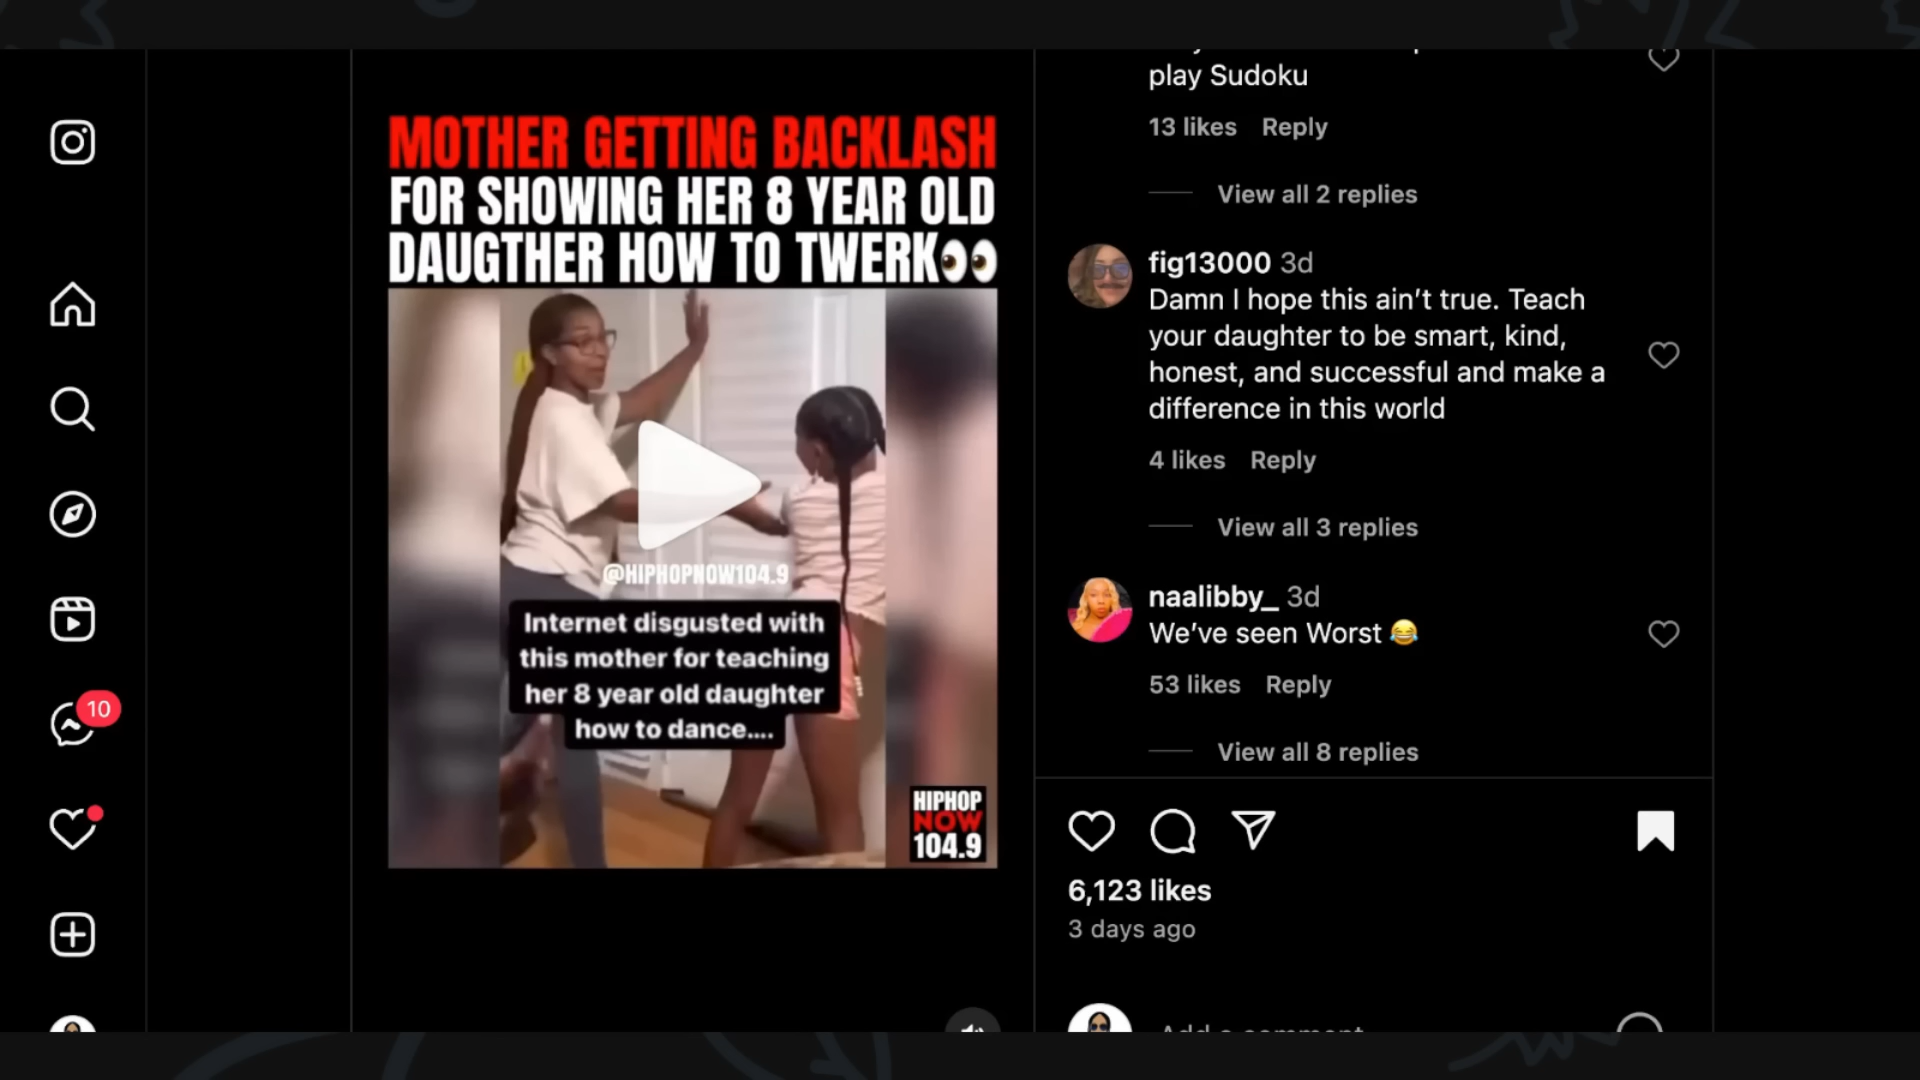 MOTHER GETTING BACKLASH
FOR SHOWING HER 8 YEAR OLD
DAUGTHER HOW TO TWERK👀
@HIPHOPNOW104.9
Internet disgusted with
this mother for teaching
her 8 year old daughter
how to dance....
HIPHOP
NOW
104.9
10
play Sudoku
13 likes Reply
View all 2 replies
fig13000 3d
Damn I hope this ain’t true. Teach
your daughter to be smart, kind,
honest, and successful and make a
difference in this world
4 likes Reply
View all 3 replies
naalibby_ 3d
We’ve seen Worst 😂
53 likes Reply
View all 8 replies
6,123 likes
3 days ago
Add a comment